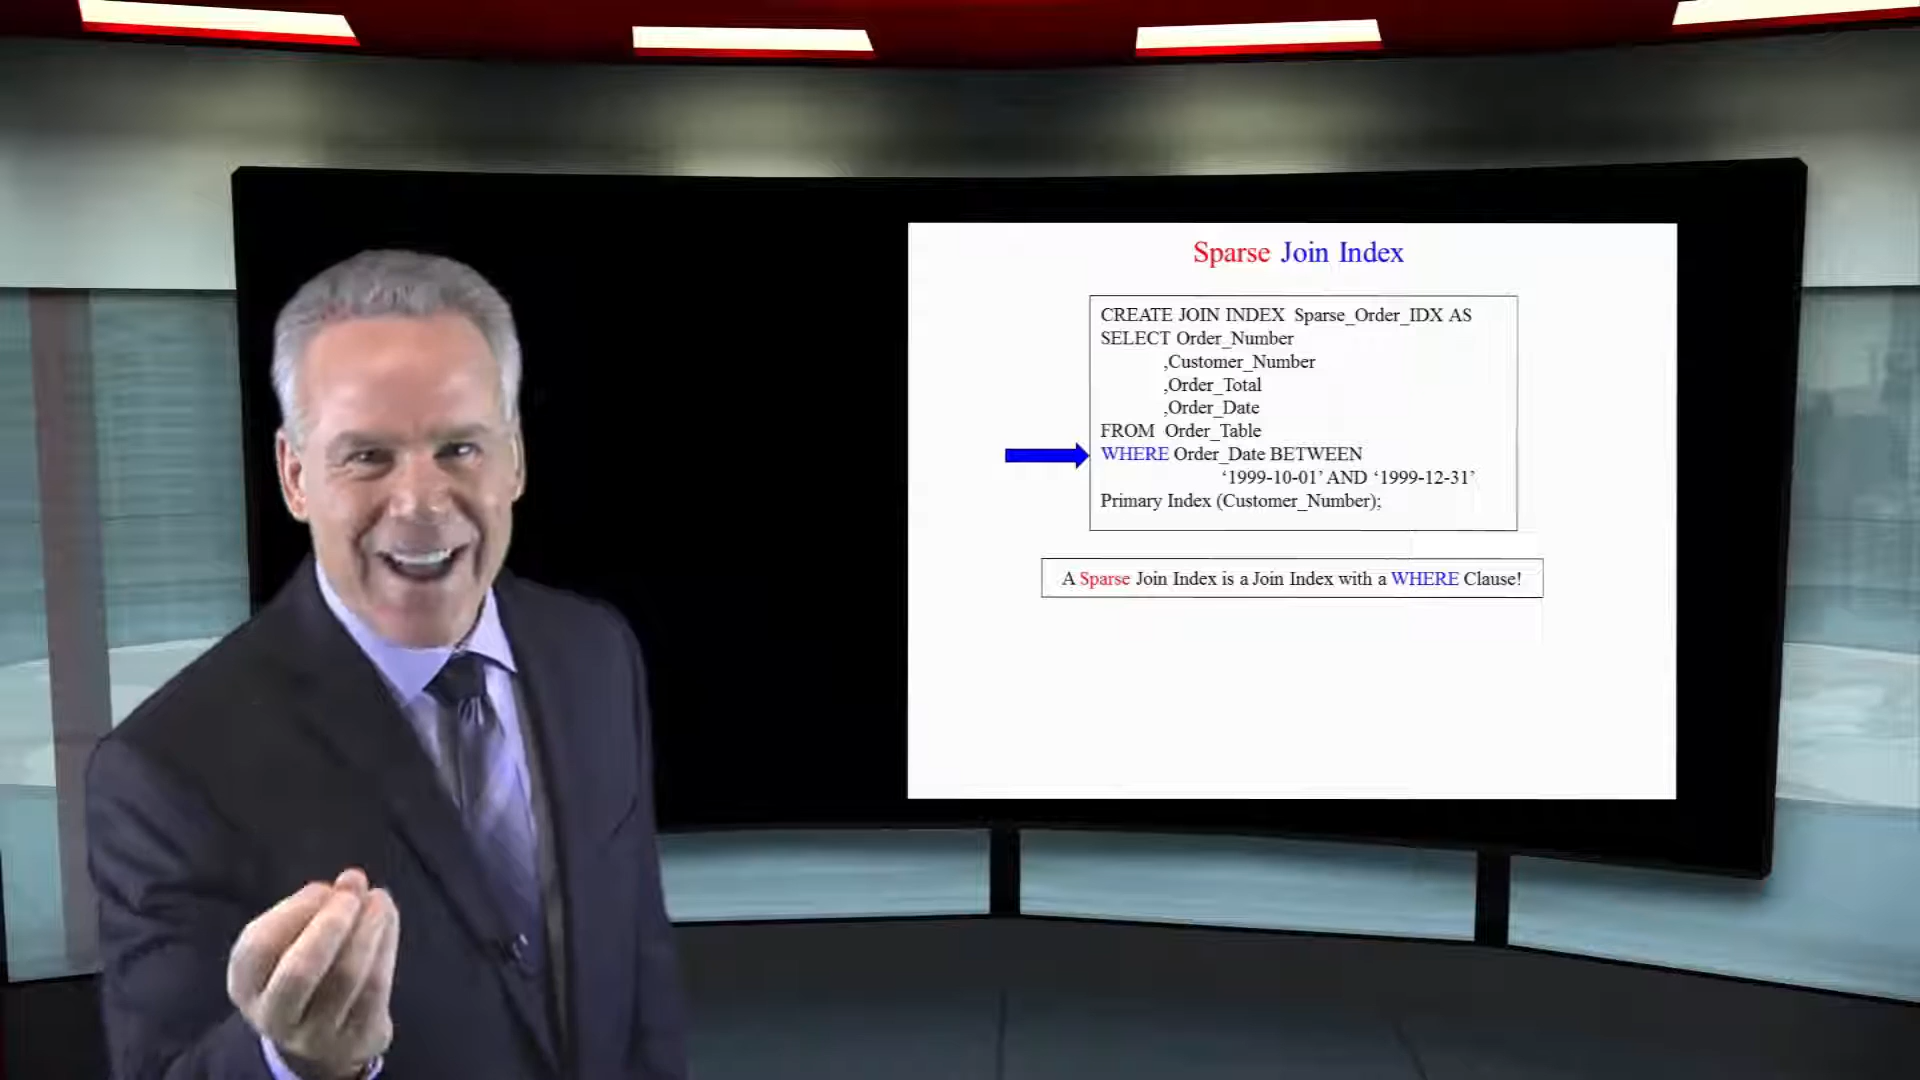 Sparse Join Index
CREATE JOIN INDEX Sparse_Order_IDX AS
SELECT Order_Number
,Customer_Number
,Order_Total
,Order_Date
FROM Order_Table
WHERE Order_Date BETWEEN
‘1999-10-01’ AND ‘1999-12-31’
Primary Index (Customer_Number);
A Sparse Join Index is a Join Index with a WHERE Clause!